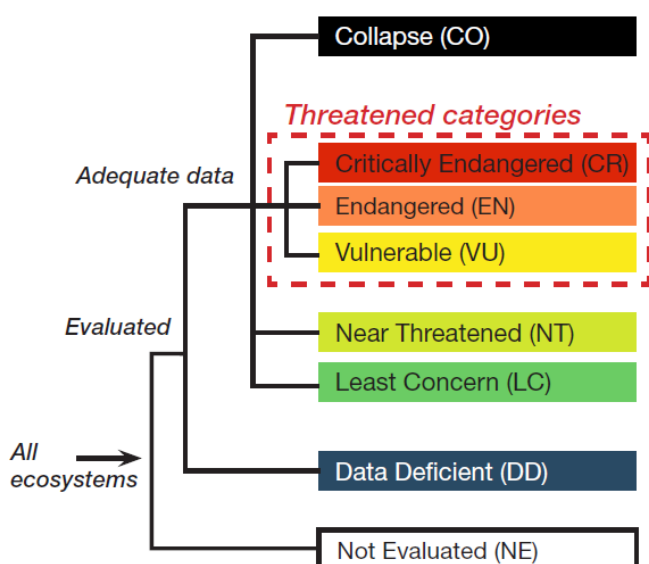 Collapse (CO)
Threatened categories
Critically Endangered (CR)
Adequate data
Endangered (EN)
Vulnerable (VU)
Evaluated
Near Threatened (NT)
Least Concern (LC)
All
ecosystems
Data Deficient (DD)
Not Evaluated (NE)